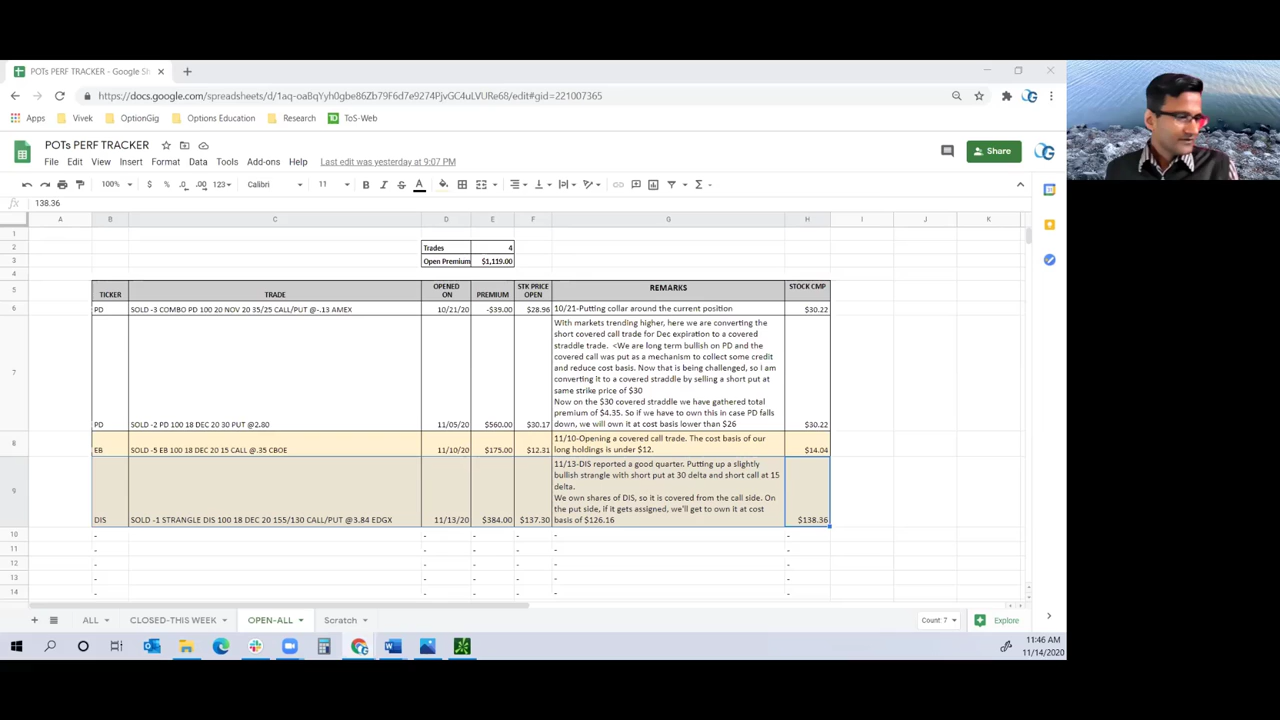 POTs PERF TRACKER - Google Sh
https://docs.google.com/spreadsheets/d/1aq-oaBqYyh0gbe86Zb79F6d7e9274PjvGC4uLVURe68/edit#gid=221007365
Apps Vivek OptionGig Options Education Research ToS-Web
POTs PERF TRACKER
File Edit View Insert Format Data Tools Add-ons Help Last edit was yesterday at 9:07 PM
Share
100% $ % .0 .00 123 Calibri 11 B I S A
fx 138.36
A B C D E F G H I J K
1
2 Trades 4
3 Open Premium $1,119.00
4
5 TICKER TRADE OPENED ON PREMIUM STK PRICE OPEN REMARKS STOCK CMP
6 PD SOLD -3 COMBO PD 100 20 NOV 20 35/25 CALL/PUT @-.13 AMEX 10/21/20 -$39.00 $28.96 10/21-Putting collar around the current position $30.22
With markets trending higher, here we are converting the
short covered call trade for Dec expiration to a covered
straddle trade. <We are long term bullish on PD and the
covered call was put as a mechanism to collect some credit
and reduce cost basis. Now that is being challenged, so I am
converting it to a covered straddle by selling a short put at
same strike price of $30
Now on the $30 covered straddle we have gathered total
premium of $4.35. So if we have to own this in case PD falls
7 PD SOLD -2 PD 100 18 DEC 20 30 PUT @2.80 11/05/20 $560.00 $30.17 down, we will own it at cost basis lower than $26 $30.22
11/10-Opening a covered call trade. The cost basis of our
8 EB SOLD -5 EB 100 18 DEC 20 15 CALL @.35 CBOE 11/10/20 $175.00 $12.31 long holdings is under $12. $14.04
11/13-DIS reported a good quarter. Putting up a slightly
bullish strangle with short put at 30 delta and short call at 15
delta.
We own shares of DIS, so it is covered from the call side. On
the put side, if it gets assigned, we'll get to own it at cost
9 DIS SOLD -1 STRANGLE DIS 100 18 DEC 20 155/130 CALL/PUT @3.84 EDGX 11/13/20 $384.00 $137.30 basis of $126.16 $138.36
10 - - - - - - -
11 - - - - - - -
12 - - - - - - -
13 - - - - - - -
14 - - - - - - -
ALL CLOSED-THIS WEEK OPEN-ALL Scratch Count: 7 Explore
11:46 AM
11/14/2020